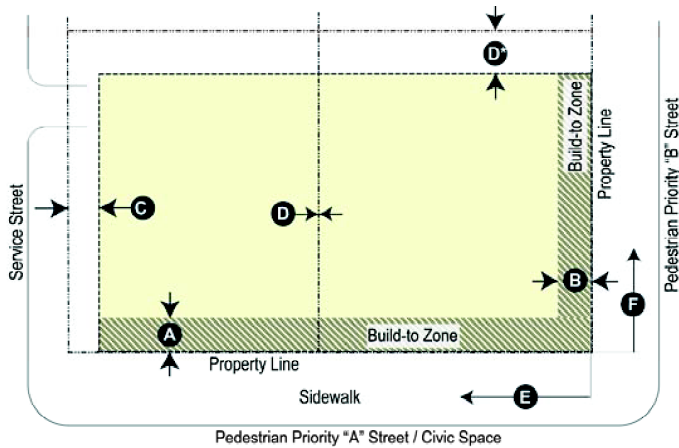 D*
Build-to Zone
Property Line
Pedestrian Priority "B" Street
Service Street
C
D
B
F
A
Build-to Zone
Property Line
Sidewalk
E
Pedestrian Priority "A" Street / Civic Space